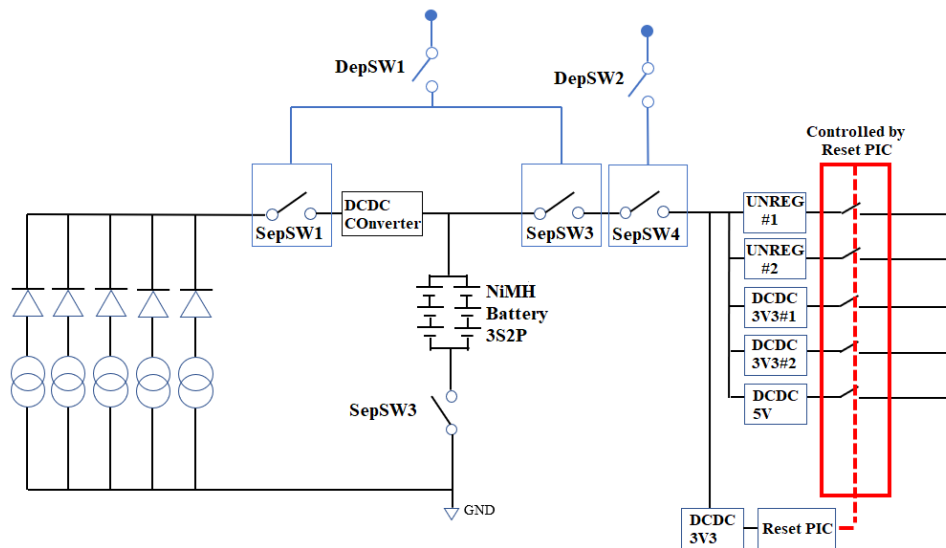 DepSW1
DepSW2
Controlled by
Reset PIC
SepSW1
DCDC
COnverter
SepSW3
SepSW4
UNREG
#1
UNREG
#2
DCDC
3V3#1
DCDC
3V3#2
DCDC
5V
NiMH
Battery
3S2P
SepSW3
GND
DCDC
3V3
Reset PIC